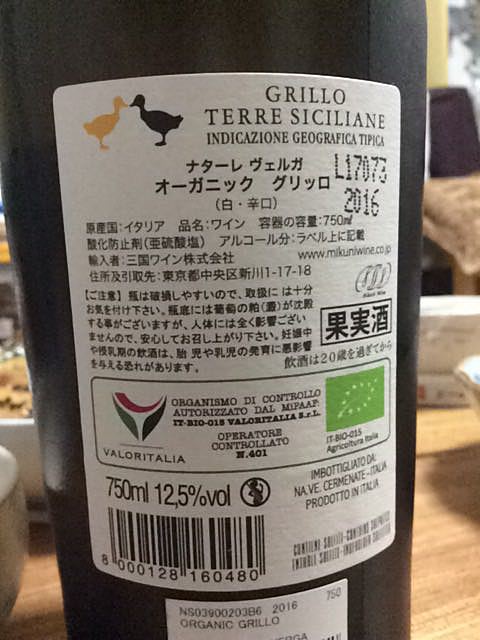 GRILLO
TERRE SICILIANE
INDICAZIONE GEOGRAFICA TIPICA
ナターレ ヴェルガ
L17073
オーガニック グリッロ
2016
(白・辛口)
原産国:イタリア 品名:ワイン 容器の容量:750㎖
酸化防止剤(亜硫酸塩) アルコール分:ラベル上に記載
輸入者:三国ワイン株式会社 www.mikuniwine.co.jp
住所及引取先:東京都中央区新川1-17-18
【ご注意】瓶は破損しやすいので、取扱には十分
お気を付け下さい。瓶底には葡萄の粕(澱)が沈殿
する事がございますが、人体には全く影響ござい
ませんので、安心してお召し上がり下さい。妊娠中
や授乳期の飲酒は、胎児や乳児の発育に悪影響
を与える恐れがあります。
果実酒
飲酒は20歳を過ぎてから
VALORITALIA
ORGANISMO DI CONTROLLO
AUTORIZZATO DAL MiPAAF:
IT-BIO-015 VALORITALIA S.r.L.
OPERATORE
CONTROLLATO
N.401
IT-BIO-015
Agricoltura Italia
750ml 12,5%vol
IMBOTTIGLIATO DA:
NA.VE. CERMENATE-ITALIA
PRODOTTO IN ITALIA
CONTIENE SOLFITI-CONTAINS SULPHITES
ENTHÄLT SULFITE-INDEHOLDER SULFITTER
8 000128 160480
NS03900203B6 2016 750
ORGANIC GRILLO